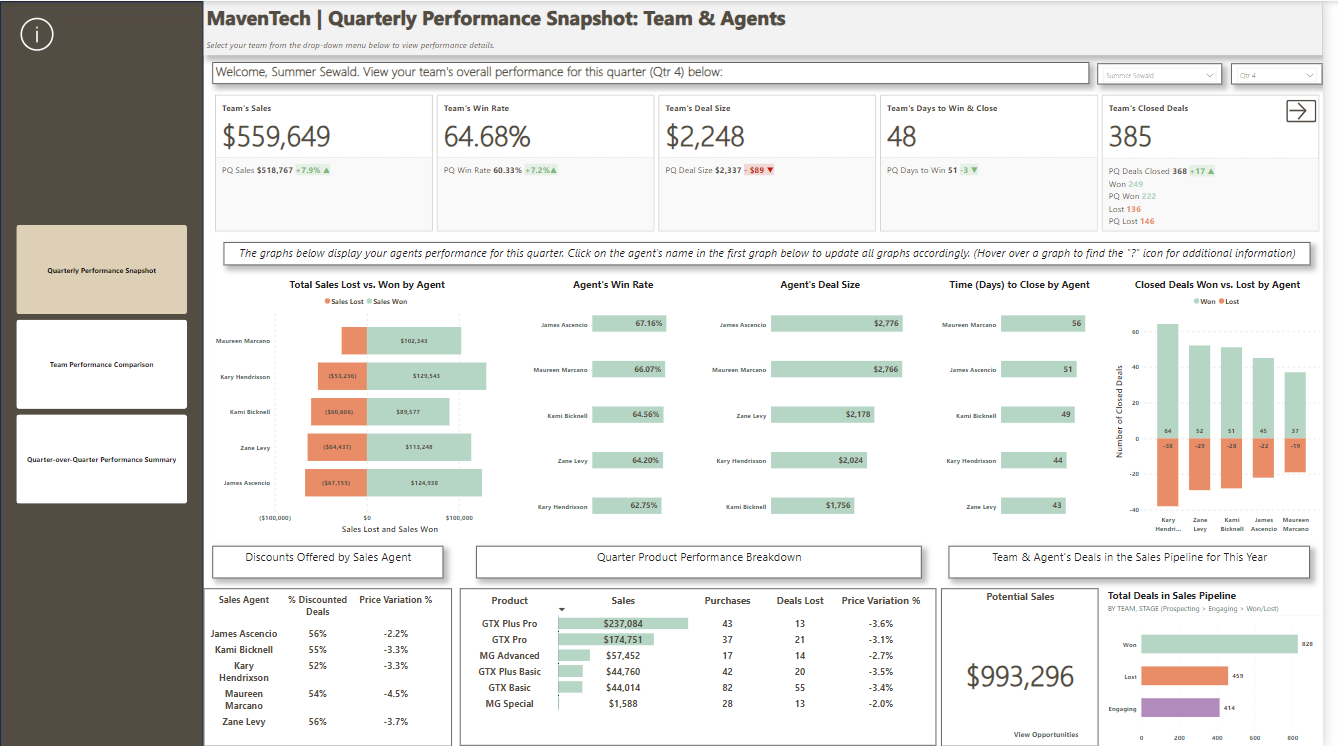 MavenTech | Quarterly Performance Snapshot: Team & Agents
Select your team from the drop-down menu below to view performance details.
Welcome, Summer Sewald. View your team's overall performance for this quarter (Qtr 4) below:
Summer Sewald
Qtr 4
Team's Sales
$559,649
PQ Sales $518,767 +7.9% ▲
Team's Win Rate
64.68%
PQ Win Rate 60.33% +7.2%▲
Team's Deal Size
$2,248
PQ Deal Size $2,337 - $89 ▼
Team's Days to Win & Close
48
PQ Days to Win 51 -3 ▼
Team's Closed Deals
385
PQ Deals Closed 368 +17 ▲
Won 249
PQ Won 222
Lost 136
PQ Lost 146
Quarterly Performance Snapshot
Team Performance Comparison
Quarter-over-Quarter Performance Summary
The graphs below display your agents performance for this quarter. Click on the agent's name in the first graph below to update all graphs accordingly. (Hover over a graph to find the "?" icon for additional information)
Total Sales Lost vs. Won by Agent
Sales Lost Sales Won
Maureen Marcano $102,343
Kary Hendrixson ($53,236) $129,543
Kami Bicknell ($60,606) $89,577
Zane Levy ($64,437) $113,248
James Ascencio ($67,155) $124,938
($100,000) $0 $100,000
Sales Lost and Sales Won
Agent's Win Rate
James Ascencio 67.16%
Maureen Marcano 66.07%
Kami Bicknell 64.56%
Zane Levy 64.20%
Kary Hendrixson 62.75%
Agent's Deal Size
James Ascencio $2,776
Maureen Marcano $2,766
Zane Levy $2,178
Kary Hendrixson $2,024
Kami Bicknell $1,756
Time (Days) to Close by Agent
Maureen Marcano 56
James Ascencio 51
Kami Bicknell 49
Kary Hendrixson 44
Zane Levy 43
Closed Deals Won vs. Lost by Agent
Won Lost
Number of Closed Deals
60
40
20
0
-20
-40
64 52 51 45 37
-38 -29 -28 -22 -19
Kary Zane Kami James Maureen
Hendri... Levy Bicknell Ascencio Marcano
Discounts Offered by Sales Agent
Sales Agent % Discounted Price Variation %
Deals
James Ascencio 56% -2.2%
Kami Bicknell 55% -3.3%
Kary 52% -3.3%
Hendrixson
Maureen 54% -4.5%
Marcano
Zane Levy 56% -3.7%
Quarter Product Performance Breakdown
Product Sales Purchases Deals Lost Price Variation %
GTX Plus Pro $237,084 43 13 -3.6%
GTX Pro $174,751 37 21 -3.1%
MG Advanced $57,452 17 14 -2.7%
GTX Plus Basic $44,760 42 20 -3.5%
GTX Basic $44,014 82 55 -3.4%
MG Special $1,588 28 13 -2.0%
Team & Agent's Deals in the Sales Pipeline for This Year
Potential Sales
$993,296
View Opportunities
Total Deals in Sales Pipeline
BY TEAM, STAGE (Prospecting > Engaging > Won/Lost)
Won 828
Lost 459
Engaging 414
0 200 400 600 800